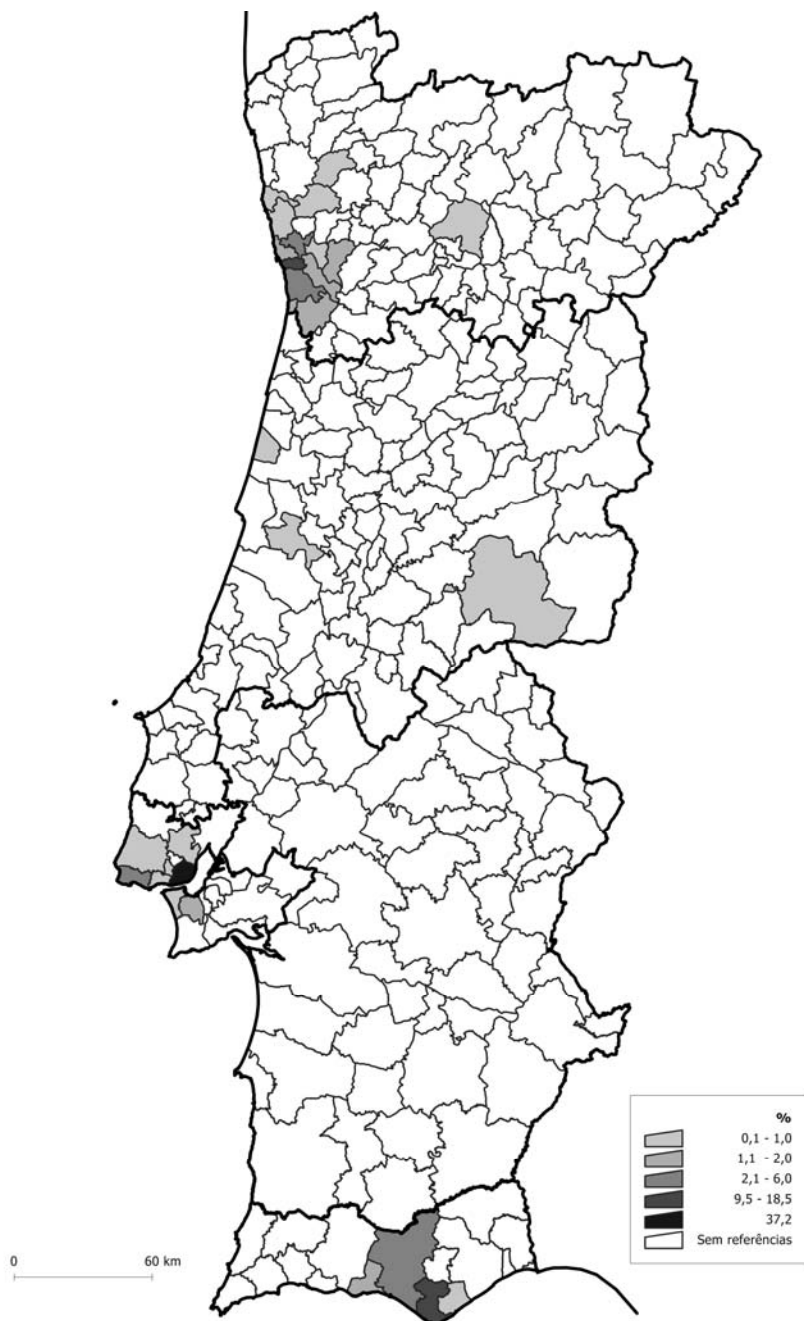 %
0,1 - 1,0
1,1 - 2,0
2,1 - 6,0
9,5 - 18,5
37,2
Sem referências
0 60 km